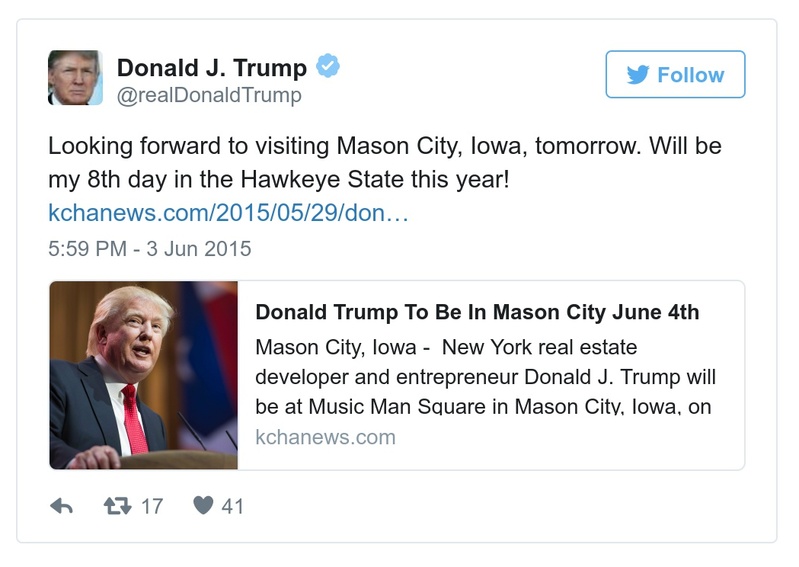 Donald J. Trump
@realDonaldTrump
Follow
Looking forward to visiting Mason City, Iowa, tomorrow. Will be
my 8th day in the Hawkeye State this year!
kchanews.com/2015/05/29/don…
5:59 PM - 3 Jun 2015
Donald Trump To Be In Mason City June 4th
Mason City, Iowa -  New York real estate
developer and entrepreneur Donald J. Trump will
be at Music Man Square in Mason City, Iowa, on
kchanews.com
17
41